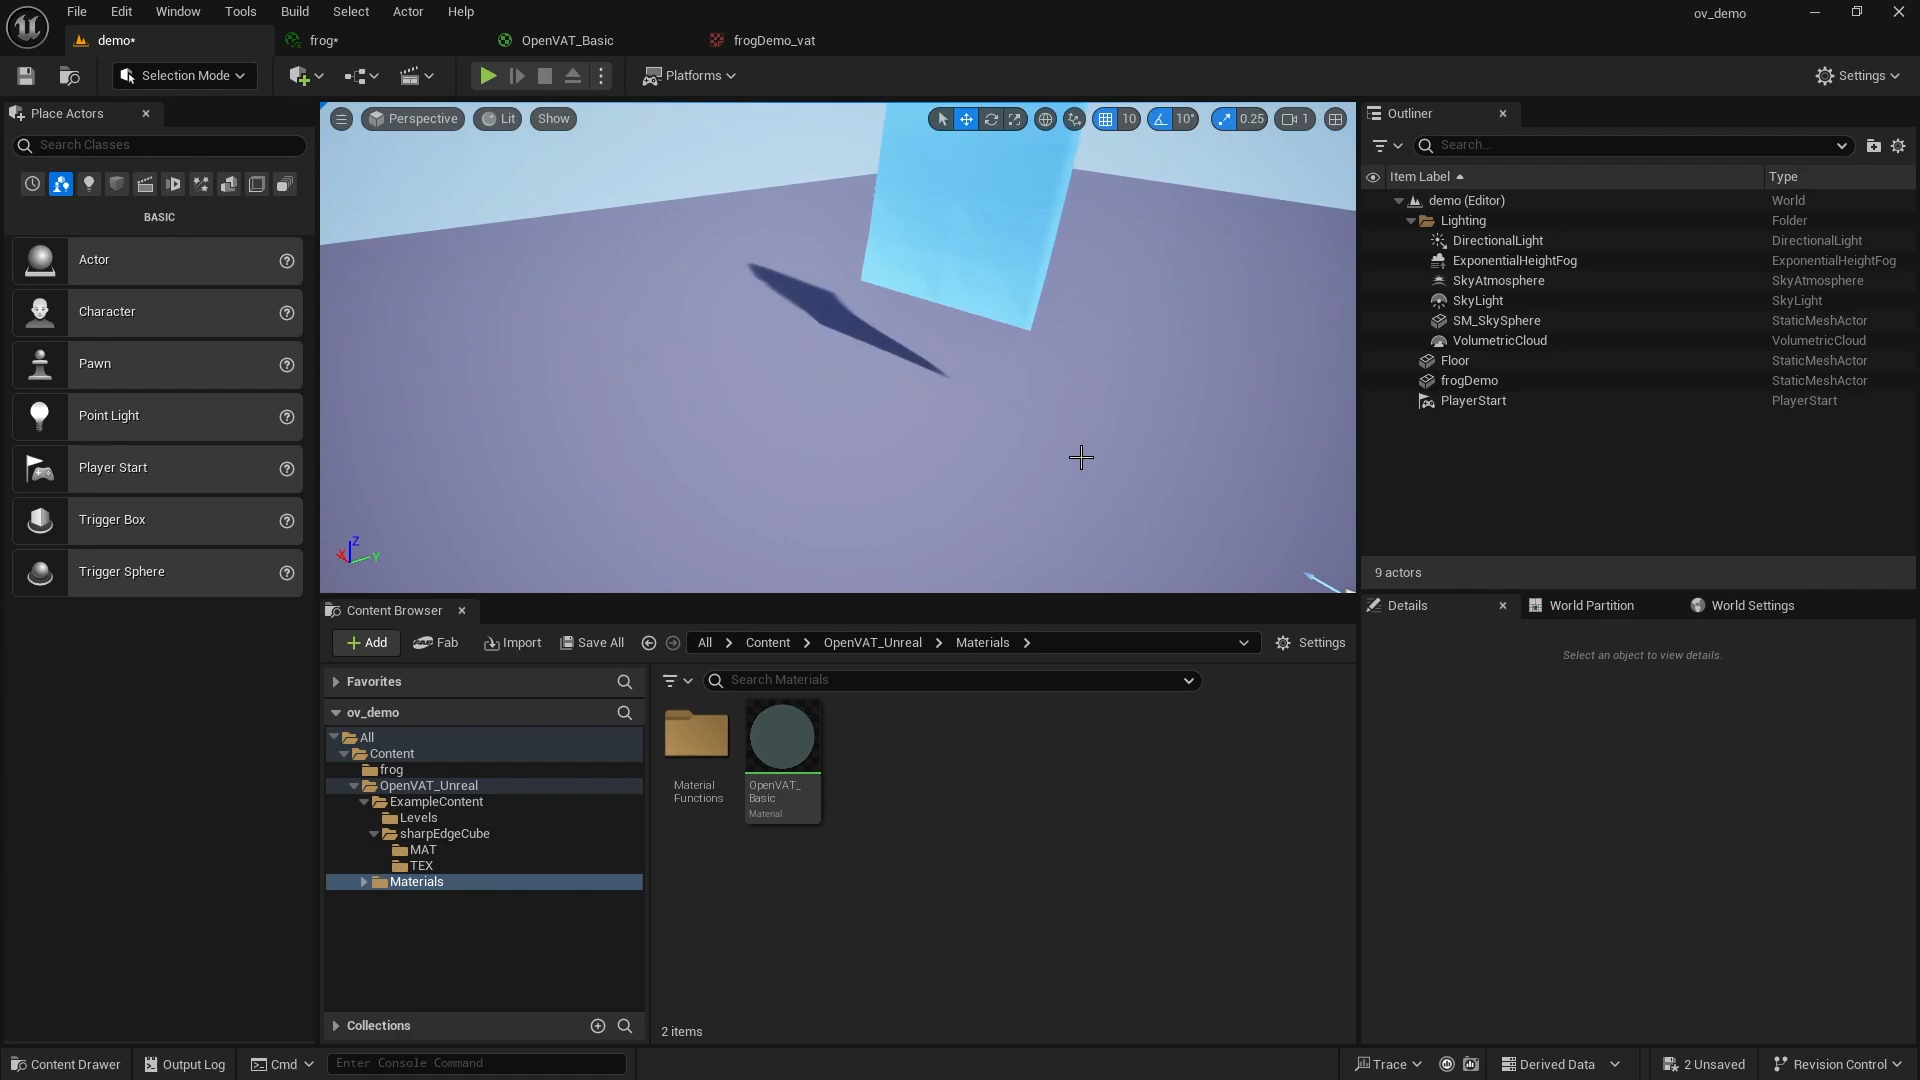 File Edit Window Tools Build Select Actor Help
ov_demo
demo* frog* OpenVAT_Basic frogDemo_vat
Selection Mode Platforms Settings
Place Actors
Search Classes
BASIC
Actor
Character
Pawn
Point Light
Player Start
Trigger Box
Trigger Sphere
Perspective Lit Show 10 10° 0.25 1
X Z Y
Outliner
Search...
Item Label Type
demo (Editor) World
Lighting Folder
DirectionalLight DirectionalLight
ExponentialHeightFog ExponentialHeightFog
SkyAtmosphere SkyAtmosphere
SkyLight SkyLight
SM_SkySphere StaticMeshActor
VolumetricCloud VolumetricCloud
Floor StaticMeshActor
frogDemo StaticMeshActor
PlayerStart PlayerStart
9 actors
Details World Partition World Settings
Select an object to view details.
Content Browser
Add Fab Import Save All All Content OpenVAT_Unreal Materials Settings
Favorites
ov_demo
All
Content
frog
OpenVAT_Unreal
ExampleContent
Levels
sharpEdgeCube
MAT
TEX
Materials
Collections
Search Materials
Material
Functions
OpenVAT_
Basic
Material
2 items
Content Drawer Output Log Cmd Enter Console Command Trace Derived Data 2 Unsaved Revision Control